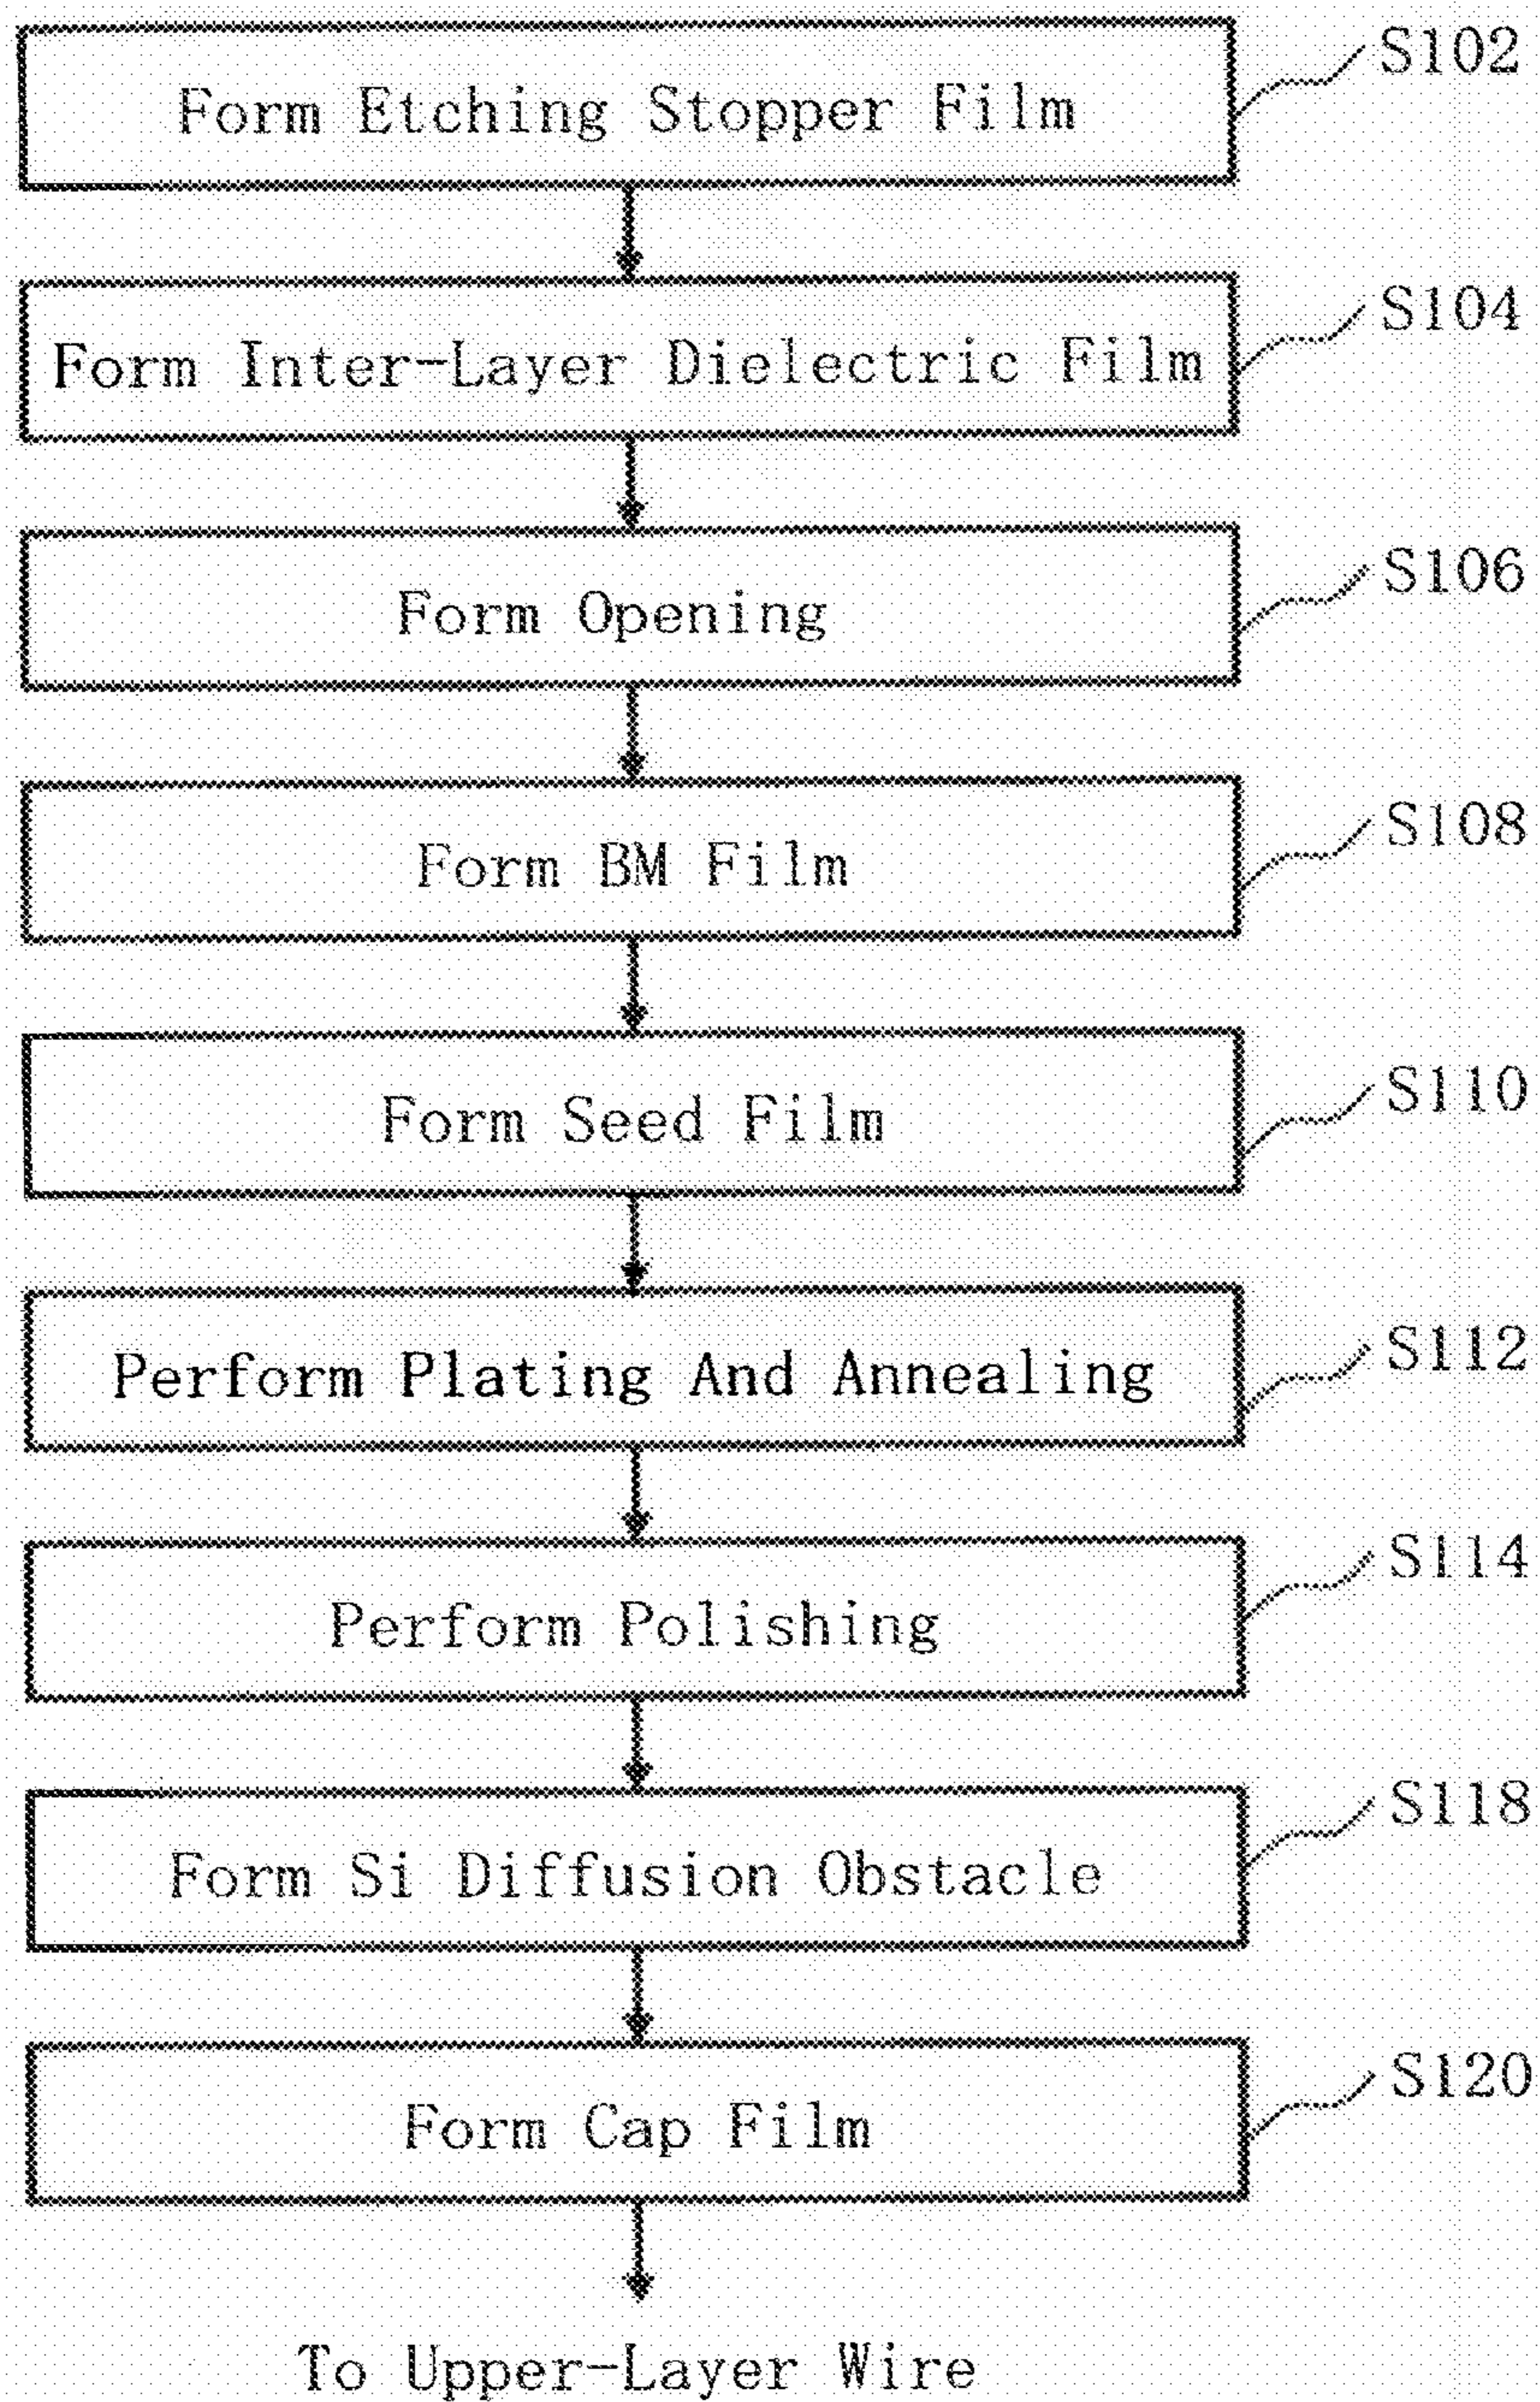 Form Etching Stopper Film
S102
Form Inter-Layer Dielectric Film
S104
Form Opening
S106
Form BM Film
S108
Form Seed Film
S110
Perform Plating And Annealing
S112
Perform Polishing
S114
Form Si Diffusion Obstacle
S118
Form Cap Film
S120
To Upper-Layer Wire